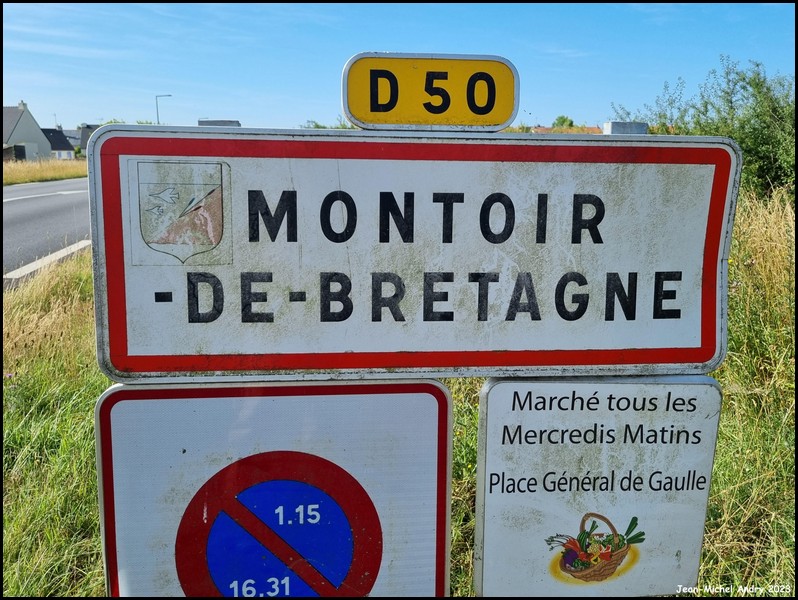 D 50
MONTOIR
-DE-BRETAGNE
1.15
16.31
Marché tous les
Mercredis Matins
Place Général de Gaulle
Jean-Michel Andry 2023